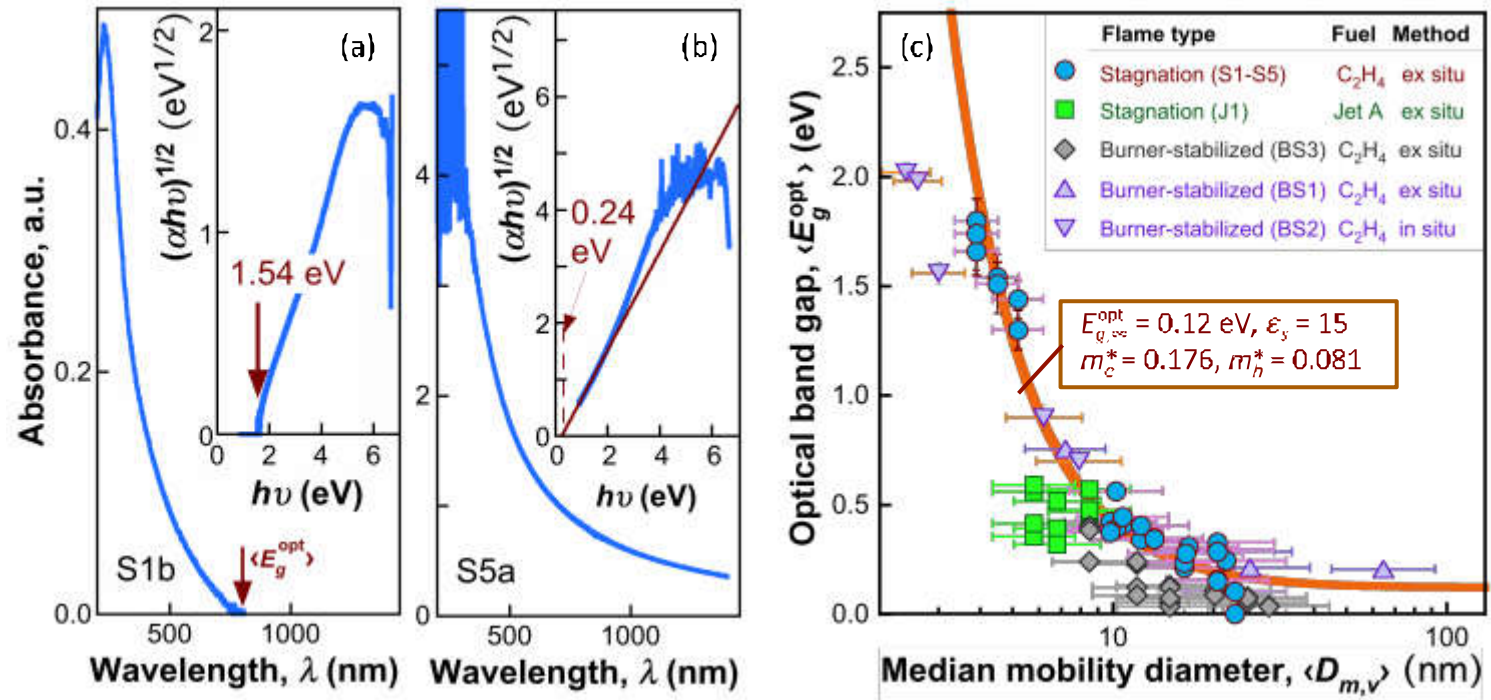 (a)
Absorbance, a.u.
0.4
0.2
0.0
500
1000
Wavelength, λ (nm)
S1b
⟨E_g^opt⟩
(αhυ)^1/2 (eV^1/2)
2
1
0
0
2
4
6
hυ (eV)
1.54 eV
(b)
4
2
0
500
1000
Wavelength, λ (nm)
S5a
(αhυ)^1/2 (eV^1/2)
6
4
2
0
0
2
4
6
hυ (eV)
0.24
eV
(c)
Optical band gap, ⟨E_g^opt⟩ (eV)
2.5
2.0
1.5
1.0
0.5
0.0
10
100
Median mobility diameter, ⟨D_m,v⟩ (nm)
Flame type Fuel Method
Stagnation (S1-S5) C₂H₄ ex situ
Stagnation (J1) Jet A ex situ
Burner-stabilized (BS3) C₂H₄ ex situ
Burner-stabilized (BS1) C₂H₄ ex situ
Burner-stabilized (BS2) C₂H₄ in situ
E_g,∞^opt = 0.12 eV, ε_s = 15
m_c^* = 0.176, m_h^* = 0.081